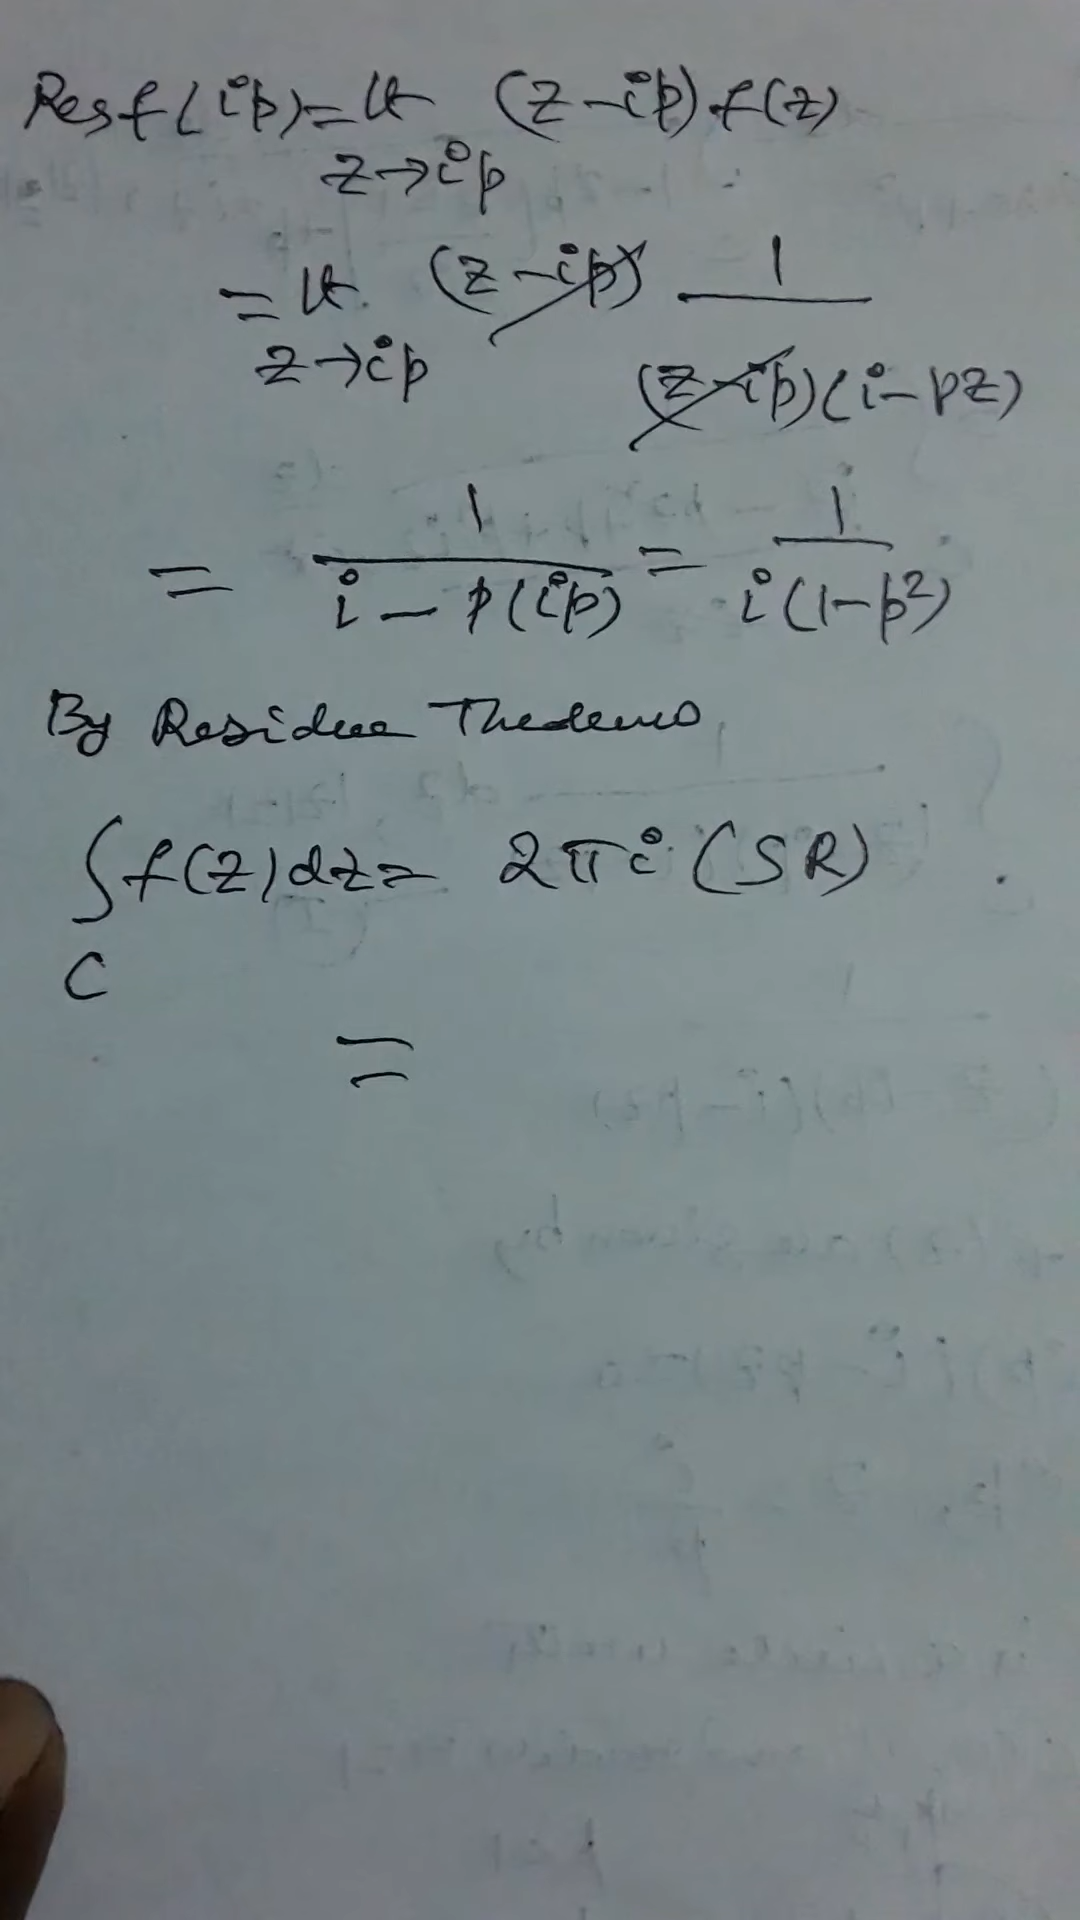 Res f(ip) = lt (z-ip) f(z)
z→ip
= lt (z-ip) 1
z→ip (z-ip)(i-pz)
= 1/(i-p(ip)) = 1/(i(1-p²))
By Residue
∫ f(z)dz = 2πi (SR)
C
=